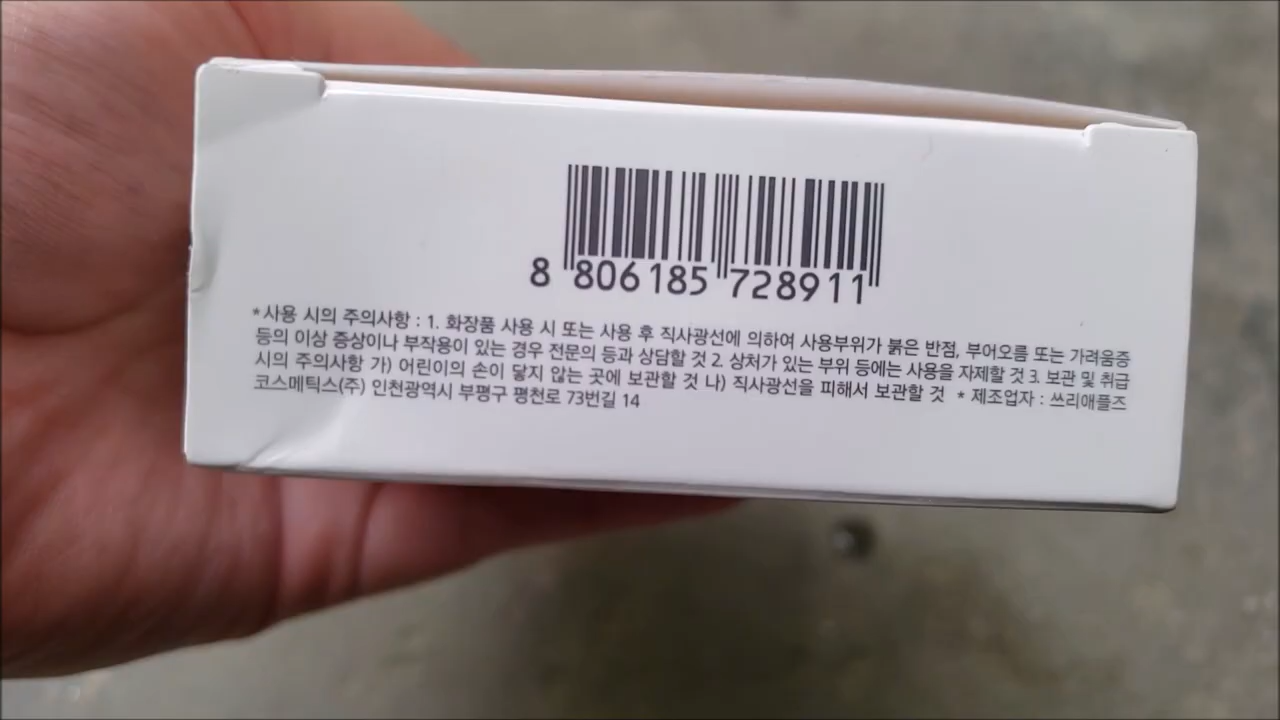 8 806185 728911
*사용 시의 주의사항 : 1. 화장품 사용 시 또는 사용 후 직사광선에 의하여 사용부위가 붉은 반점, 부어오름 또는 가려움증
등의 이상 증상이나 부작용이 있는 경우 전문의 등과 상담할 것 2. 상처가 있는 부위 등에는 사용을 자제할 것 3. 보관 및 취급
시의 주의사항 가) 어린이의 손이 닿지 않는 곳에 보관할 것 나) 직사광선을 피해서 보관할 것 * 제조업자 : 쓰리애플즈
코스메틱스(주) 인천광역시 부평구 평천로 73번길 14